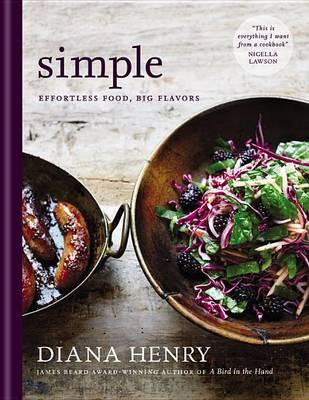 "This is
everything I want
from a cookbook"
NIGELLA
LAWSON
simple
EFFORTLESS FOOD, BIG FLAVORS
DIANA HENRY
JAMES BEARD AWARD-WINNING AUTHOR OF A Bird in the Hand